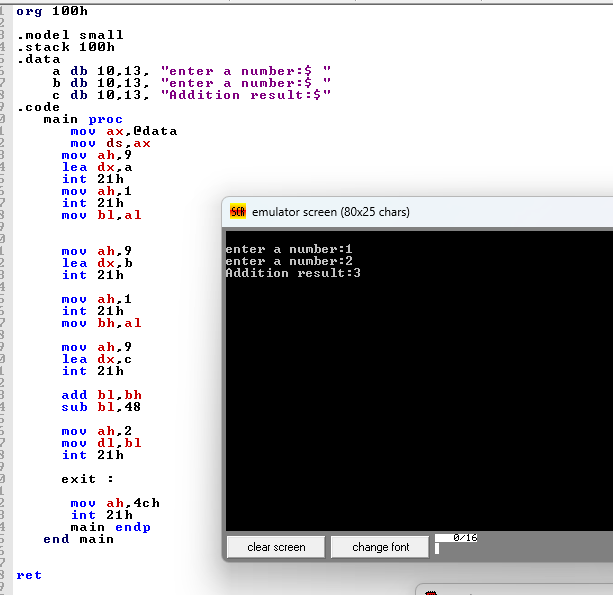 org 100h
.model small
.stack 100h
.data
a db 10,13, "enter a number:$ "
b db 10,13, "enter a number:$ "
c db 10,13, "Addition result:$"
.code
main proc
mov ax,@data
mov ds,ax
mov ah,9
lea dx,a
int 21h
mov ah,1
int 21h
mov bl,al
mov ah,9
lea dx,b
int 21h
mov ah,1
int 21h
mov bh,al
mov ah,9
lea dx,c
int 21h
add bl,bh
sub bl,48
mov ah,2
mov dl,bl
int 21h
exit :
mov ah,4ch
int 21h
main endp
end main
ret
SCR emulator screen (80x25 chars)
enter a number:1
enter a number:2
Addition result:3
clear screen
change font
0/16